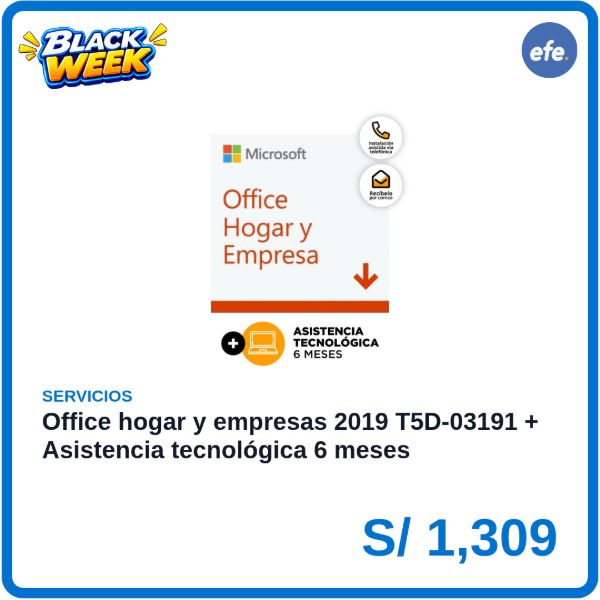 BLACK
WEEK
efe.
Instalación
asistida vía
telefónica
Microsoft
Recíbelo
por correo
Office
Hogar y
Empresa
+
ASISTENCIA
TECNOLÓGICA
6 MESES
SERVICIOS
Office hogar y empresas 2019 T5D-03191 +
Asistencia tecnológica 6 meses
S/ 1,309